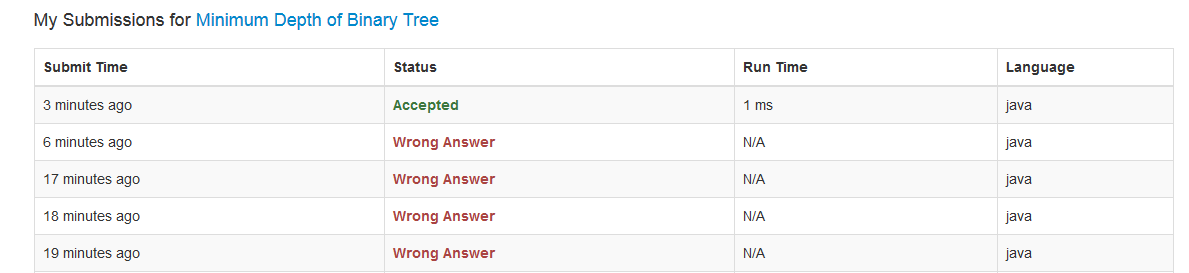 My Submissions for Minimum Depth of Binary Tree
Submit Time Status Run Time Language
3 minutes ago Accepted 1 ms java
6 minutes ago Wrong Answer N/A java
17 minutes ago Wrong Answer N/A java
18 minutes ago Wrong Answer N/A java
19 minutes ago Wrong Answer N/A java